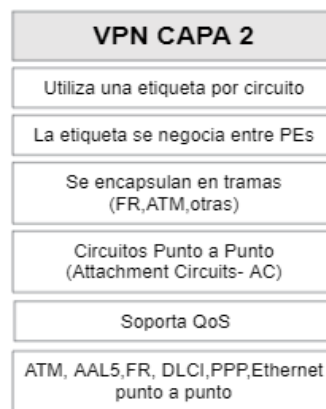 VPN CAPA 2
Utiliza una etiqueta por circuito
La etiqueta se negocia entre PEs
Se encapsulan en tramas
(FR,ATM,otras)
Circuitos Punto a Punto
(Attachment Circuits- AC)
Soporta QoS
ATM, AAL5,FR, DLCI,PPP,Ethernet
punto a punto